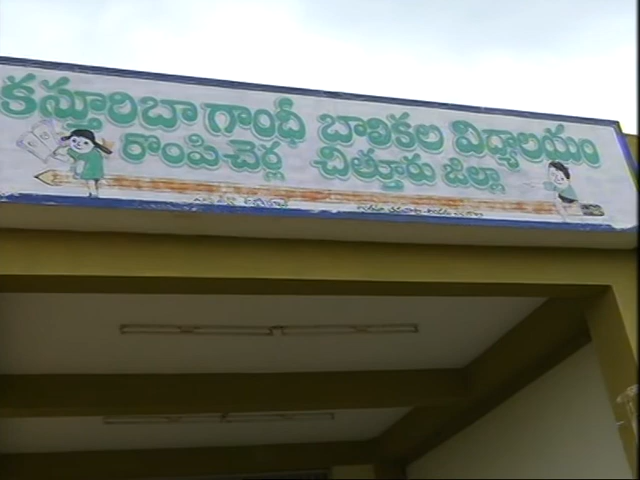 కస్తూరిబా గాంధీ బాలికల విద్యాలయం
రొంపిచెర్ల చిత్తూరు జిల్లా